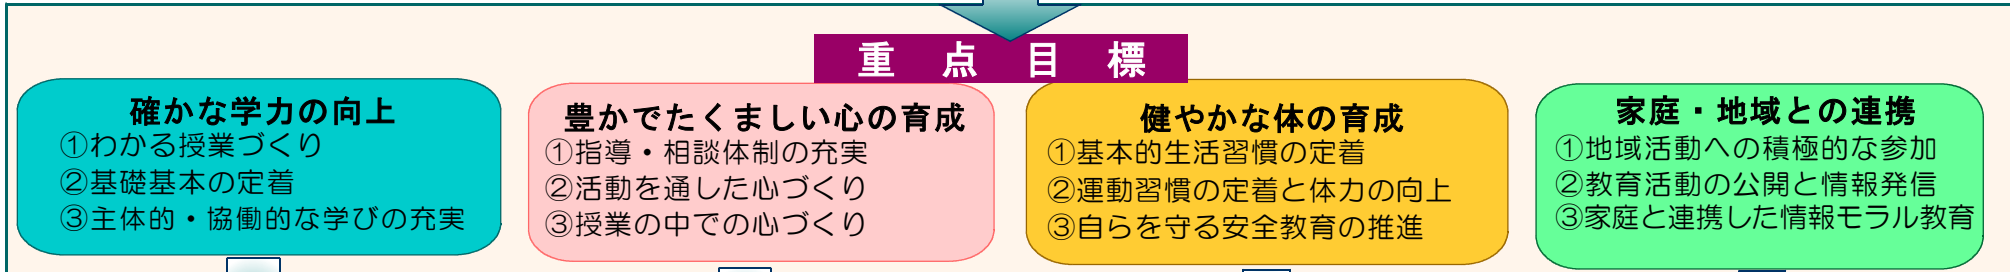 重点目標
確かな学力の向上
①わかる授業づくり
②基礎基本の定着
③主体的・協働的な学びの充実
豊かでたくましい心の育成
①指導・相談体制の充実
②活動を通した心づくり
③授業の中での心づくり
健やかな体の育成
①基本的生活習慣の定着
②運動習慣の定着と体力の向上
③自らを守る安全教育の推進
家庭・地域との連携
①地域活動への積極的な参加
②教育活動の公開と情報発信
③家庭と連携した情報モラル教育